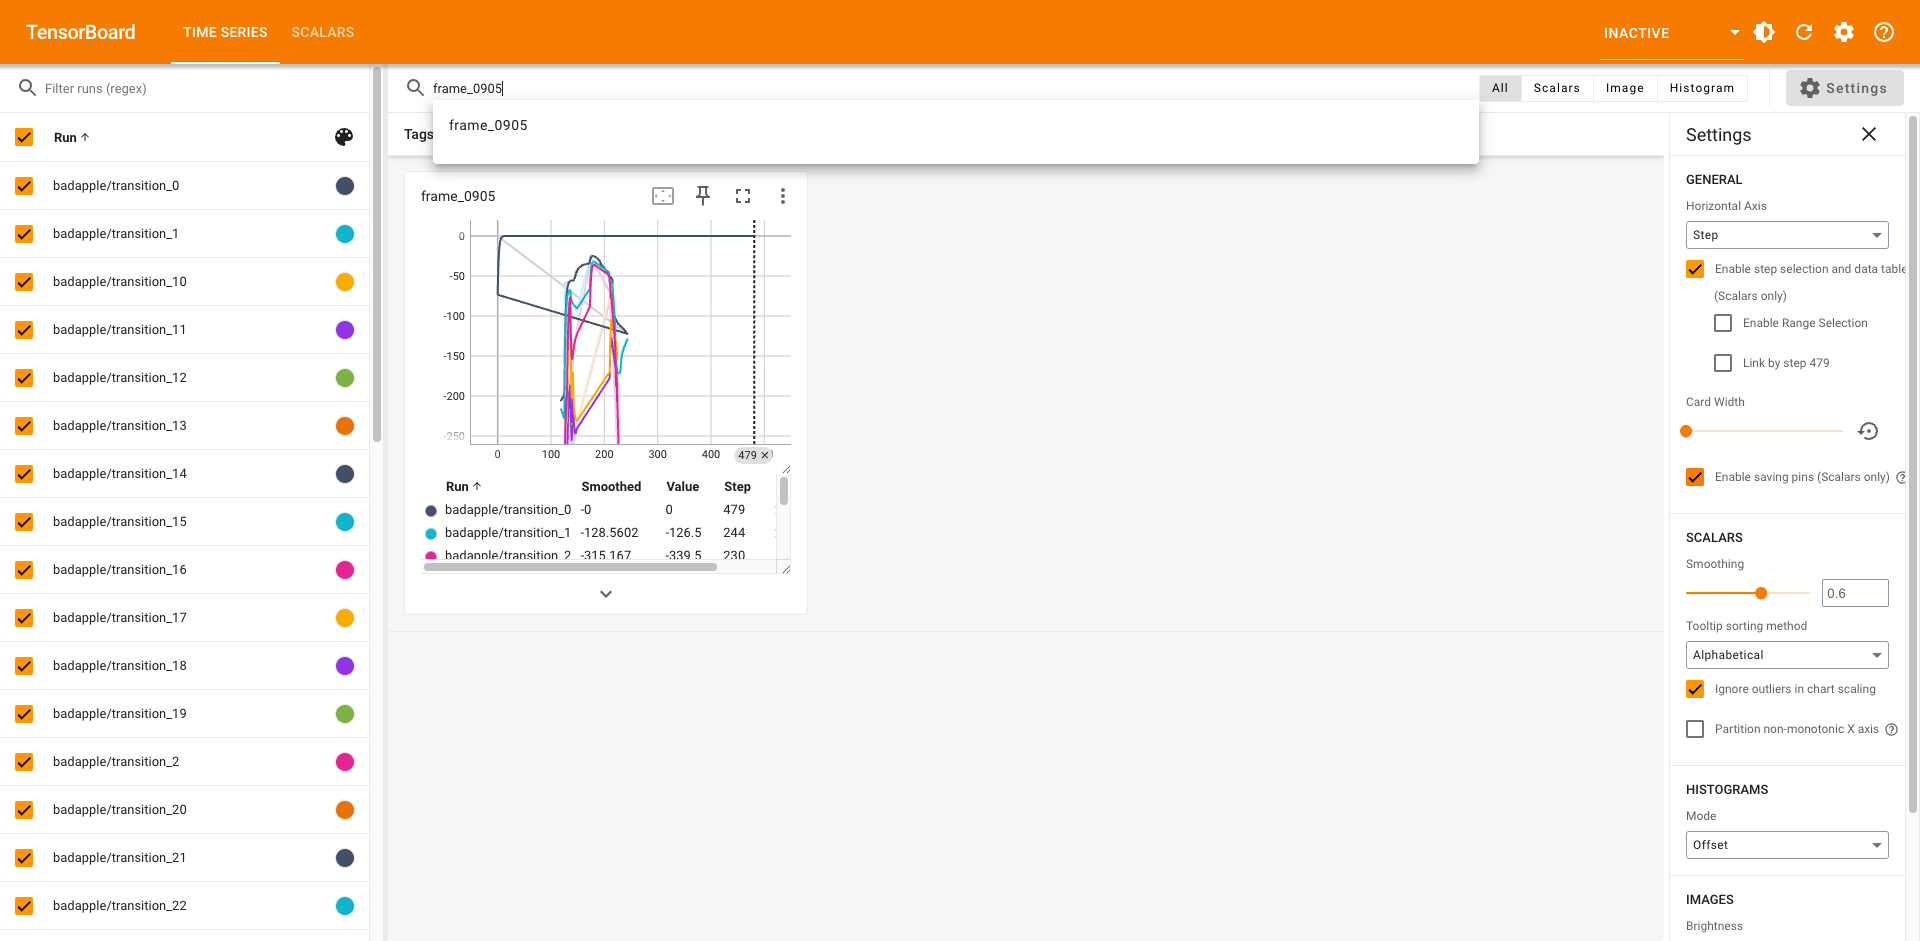 TensorBoard
TIME SERIES
SCALARS
INACTIVE
Filter runs (regex)
frame_0905
All
Scalars
Image
Histogram
Settings
frame_0905
Run
Tags
Settings
badapple/transition_0
badapple/transition_1
badapple/transition_10
badapple/transition_11
badapple/transition_12
badapple/transition_13
badapple/transition_14
badapple/transition_15
badapple/transition_16
badapple/transition_17
badapple/transition_18
badapple/transition_19
badapple/transition_2
badapple/transition_20
badapple/transition_21
badapple/transition_22
frame_0905
0
-50
-100
-150
-200
-250
0 100 200 300 400 479
Run Smoothed Value Step
badapple/transition_0 -0 0 479
badapple/transition_1 -128.5602 -126.5 244
badapple/transition_2 -315.167 -339.5 230
GENERAL
Horizontal Axis
Step
Enable step selection and data table
(Scalars only)
Enable Range Selection
Link by step 479
Card Width
Enable saving pins (Scalars only)
SCALARS
Smoothing
0.6
Tooltip sorting method
Alphabetical
Ignore outliers in chart scaling
Partition non-monotonic X axis
HISTOGRAMS
Mode
Offset
IMAGES
Brightness